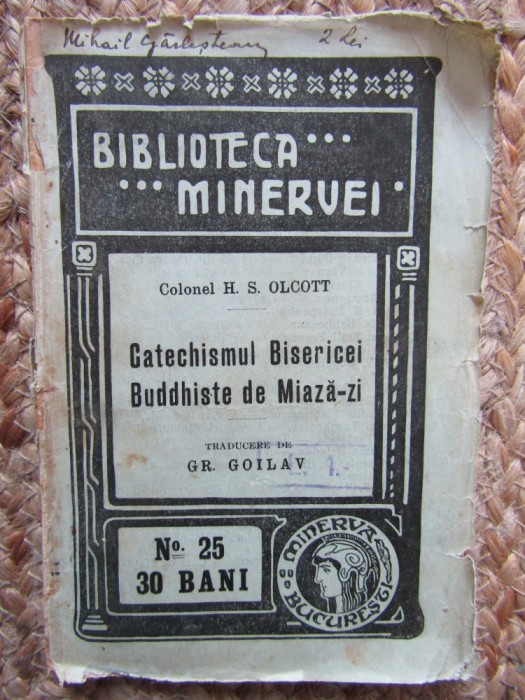 Mihail
2 Lei
BIBLIOTECA
MINERVEI
Colonel H. S. OLCOTT
Catechismul Bisericei
Buddhiste de Miază-zi
TRADUCERE DE
GR. GOILAV
No. 25
30 BANI
MINERVA
BUCUREȘTI